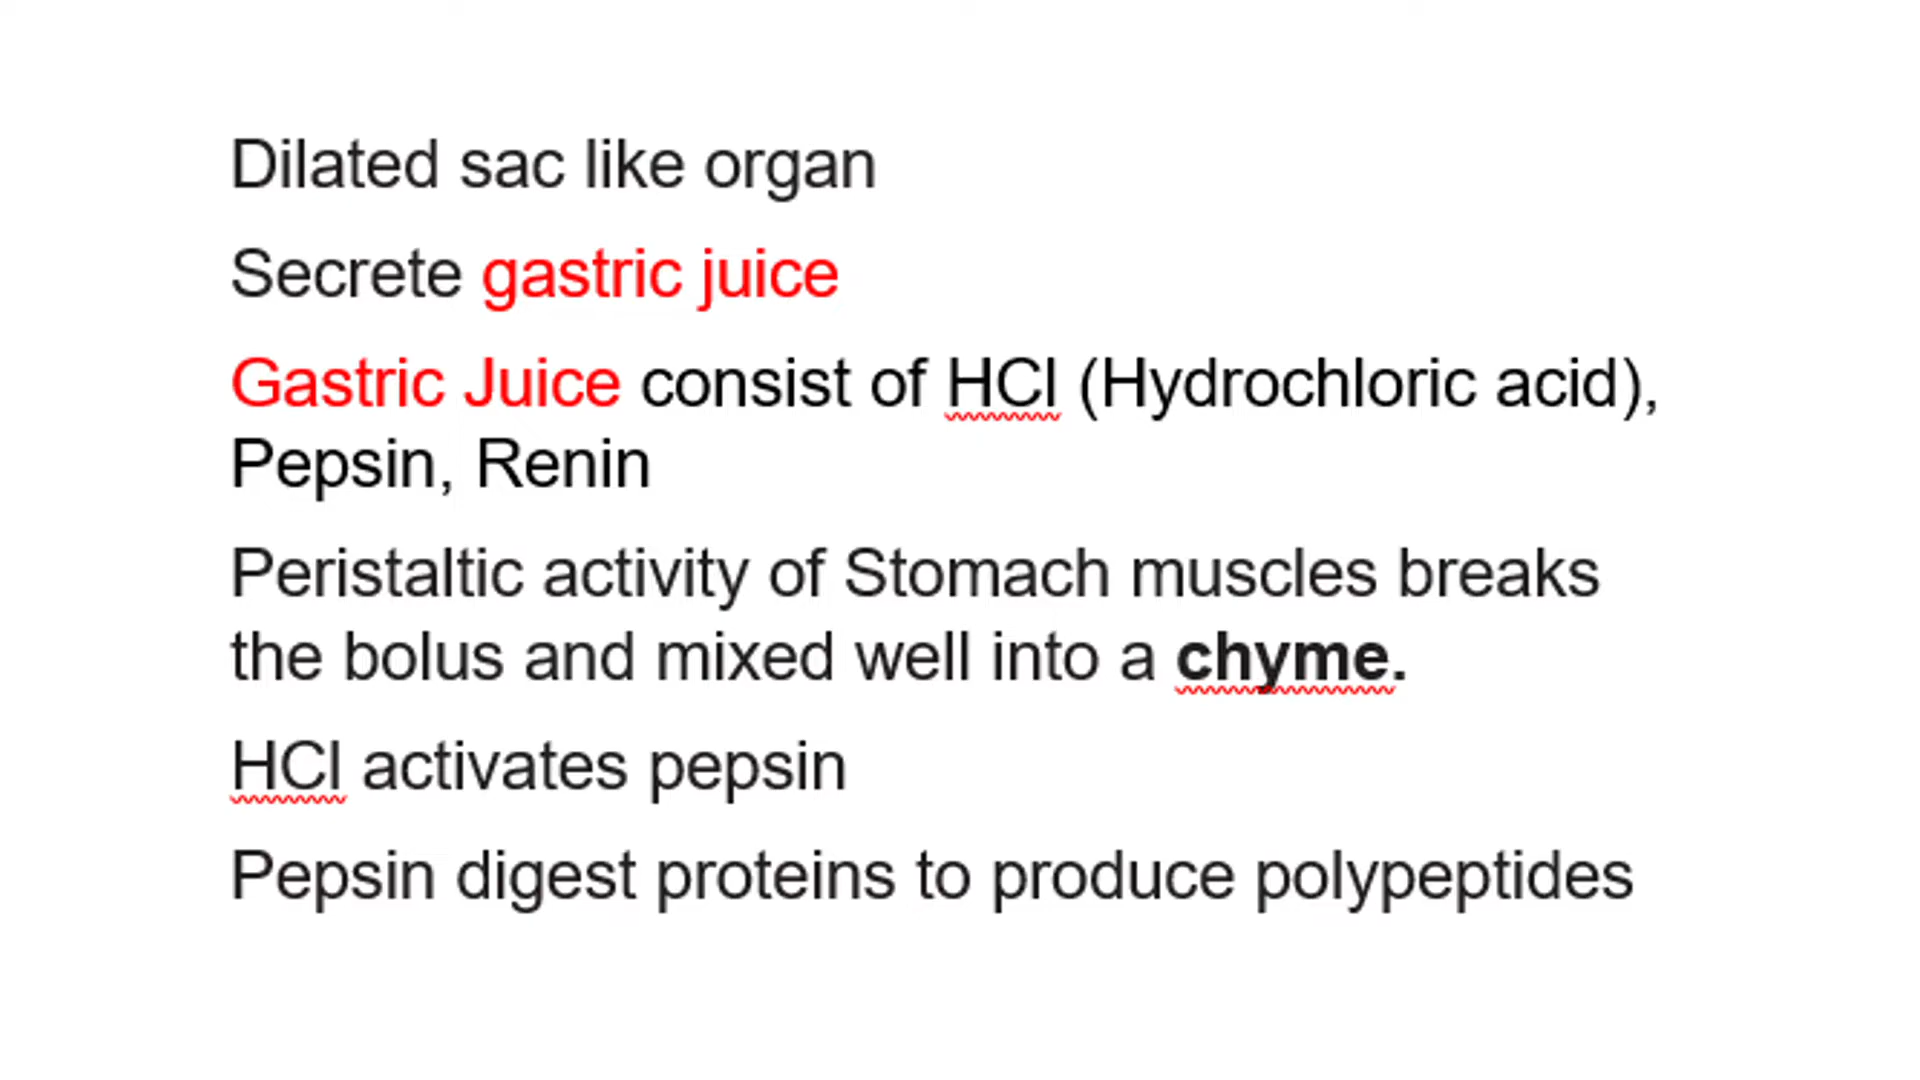 Dilated sac like organ
Secrete gastric juice
Gastric Juice consist of HCl (Hydrochloric acid),
Pepsin, Renin
Peristaltic activity of Stomach muscles breaks
the bolus and mixed well into a chyme.
HCl activates pepsin
Pepsin digest proteins to produce polypeptides